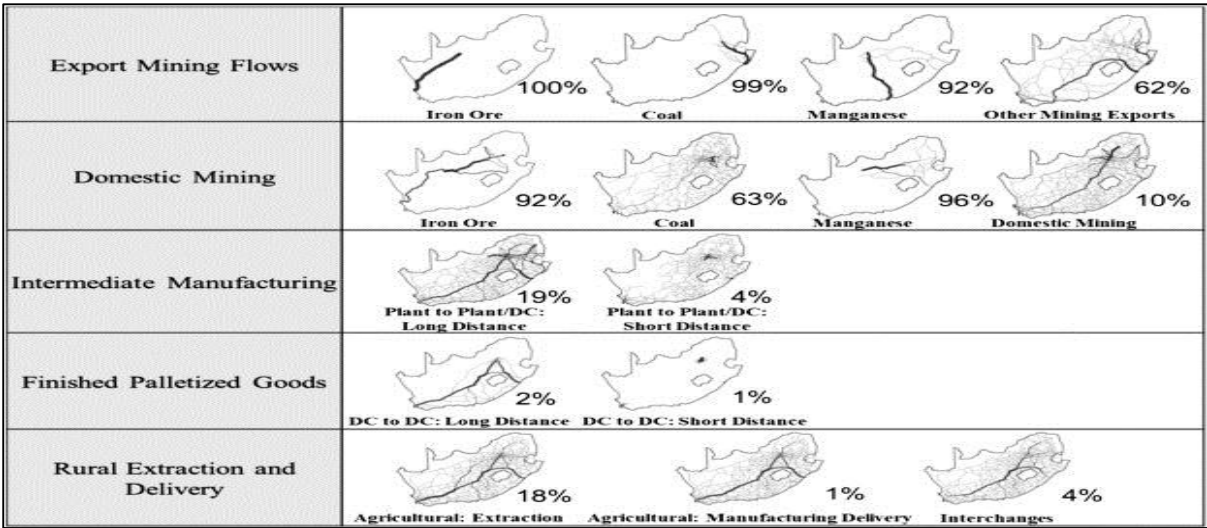 Export Mining Flows
100%
99%
92%
62%
Iron Ore
Coal
Manganese
Other Mining Exports
Domestic Mining
92%
63%
96%
10%
Iron Ore
Coal
Manganese
Domestic Mining
Intermediate Manufacturing
19%
4%
Plant to Plant/DC:
Long Distance
Plant to Plant/DC:
Short Distance
Finished Palletized Goods
2%
1%
DC to DC: Long Distance
DC to DC: Short Distance
Rural Extraction and
Delivery
18%
1%
4%
Agricultural: Extraction
Agricultural: Manufacturing Delivery
Interchanges